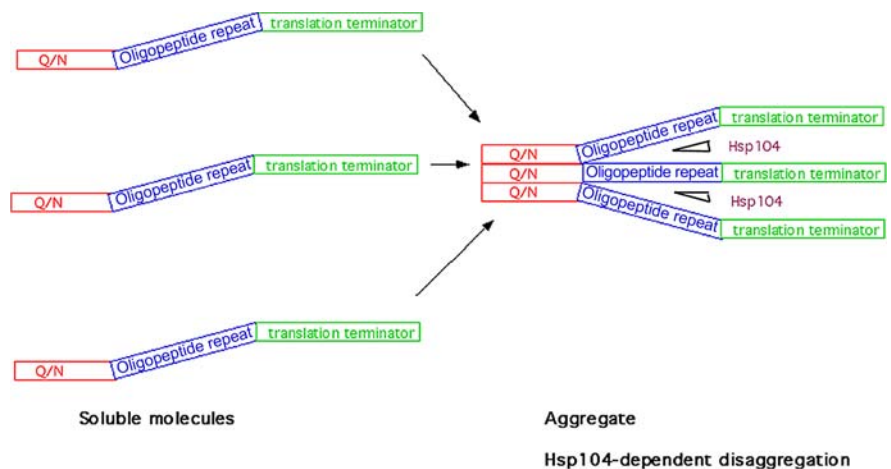 Q/N Oligopeptide repeat translation terminator
Q/N Oligopeptide repeat translation terminator
Q/N Oligopeptide repeat translation terminator
Soluble molecules
Q/N Oligopeptide repeat translation terminator
Hsp104
Q/N Oligopeptide repeat translation terminator
Hsp104
Q/N Oligopeptide repeat translation terminator
Aggregate
Hsp104-dependent disaggregation